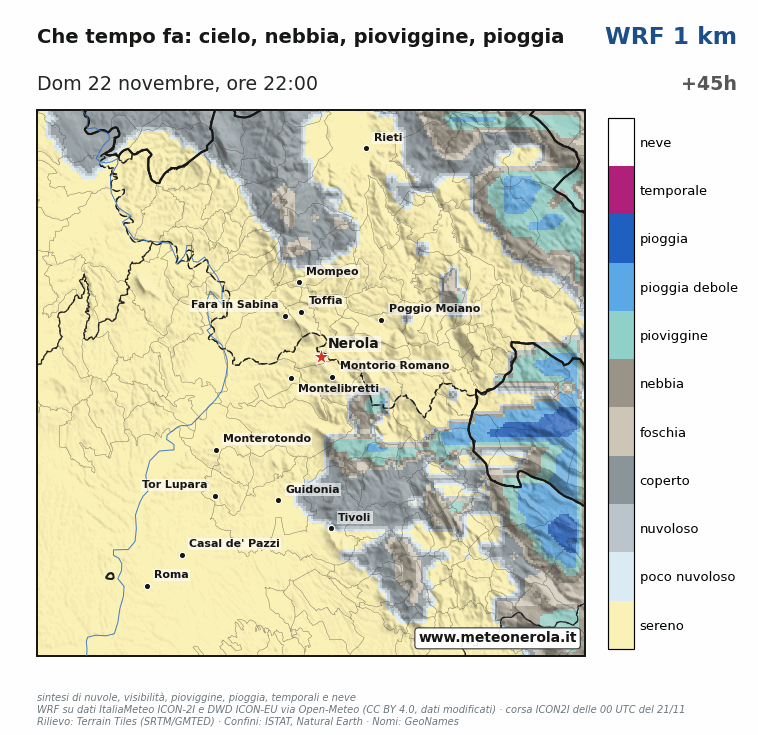 Che tempo fa: cielo, nebbia, pioviggine, pioggia
WRF 1 km
Dom 22 novembre, ore 22:00
+45h
Rieti
Mompeo
Fara in Sabina
Toffia
Poggio Moiano
Nerola
Montorio Romano
Montelibretti
Monterotondo
Tor Lupara
Guidonia
Tivoli
Casal de' Pazzi
Roma
www.meteonerola.it
neve
temporale
pioggia
pioggia debole
pioviggine
nebbia
foschia
coperto
nuvoloso
poco nuvoloso
sereno
sintesi di nuvole, visibilità, pioviggine, pioggia, temporali e neve
WRF su dati ItaliaMeteo ICON-2I e DWD ICON-EU via Open-Meteo (CC BY 4.0, dati modificati) · corsa ICON2I delle 00 UTC del 21/11
Rilievo: Terrain Tiles (SRTM/GMTED) · Confini: ISTAT, Natural Earth · Nomi: GeoNames